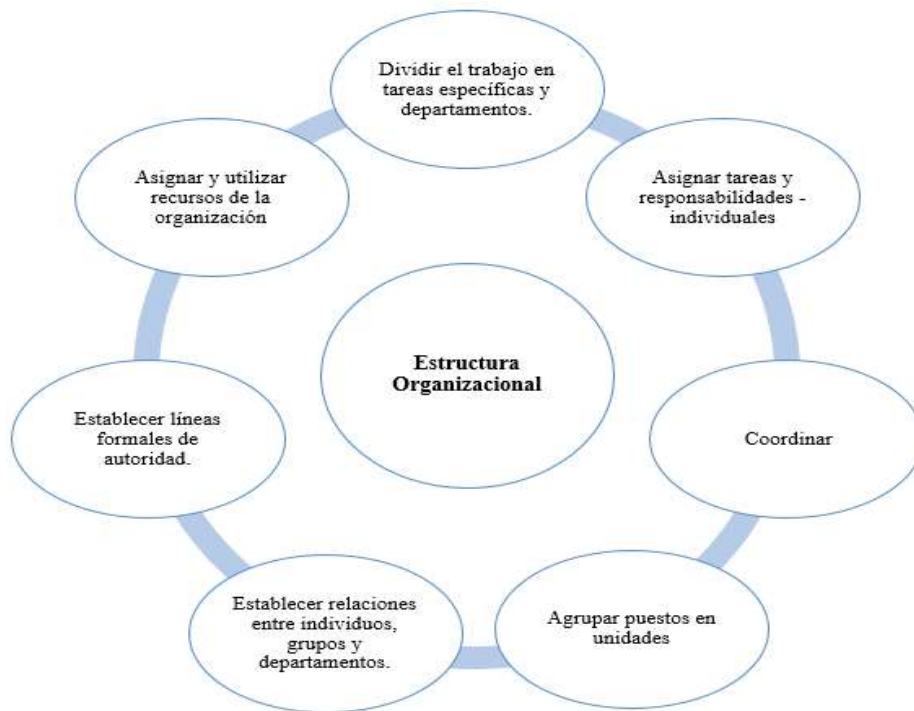 Dividir el trabajo en
tareas específicas y
departamentos.
Asignar tareas y
responsabilidades -
individuales
Coordinar
Agrupar puestos en
unidades
Establecer relaciones
entre individuos,
grupos y
departamentos.
Establecer líneas
formales de
autoridad.
Asignar y utilizar
recursos de la
organización
Estructura
Organizacional